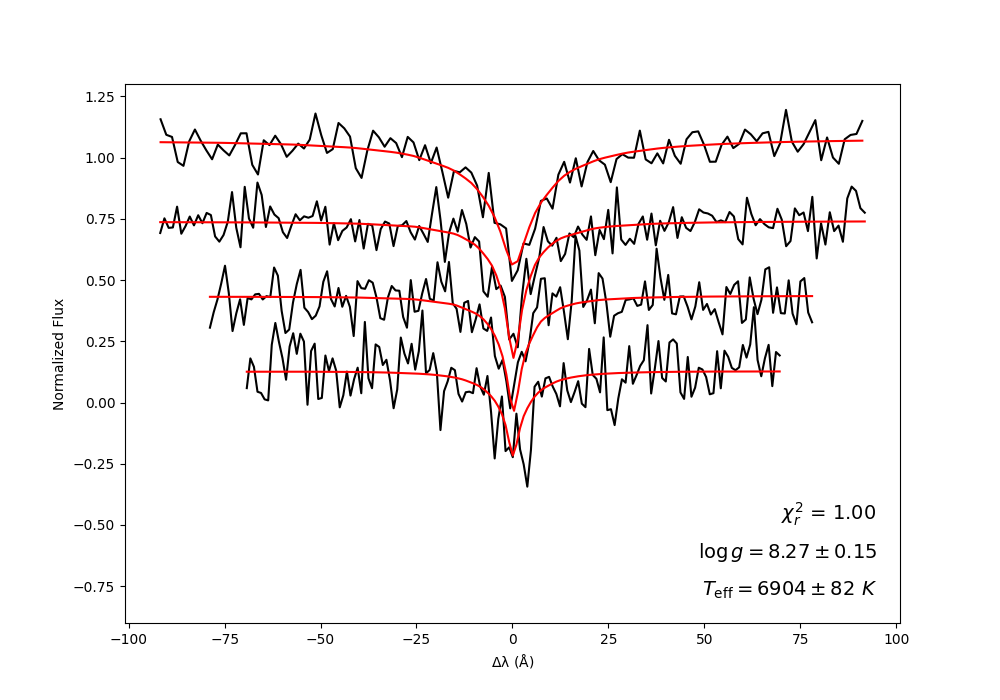 1.25
1.00
0.75
0.50
0.25
0.00
−0.25
−0.50
−0.75
Normalized Flux
χ²ᵣ = 1.00
log g = 8.27 ± 0.15
T_eff = 6904 ± 82 K
−100 −75 −50 −25 0 25 50 75 100
Δλ (Å)